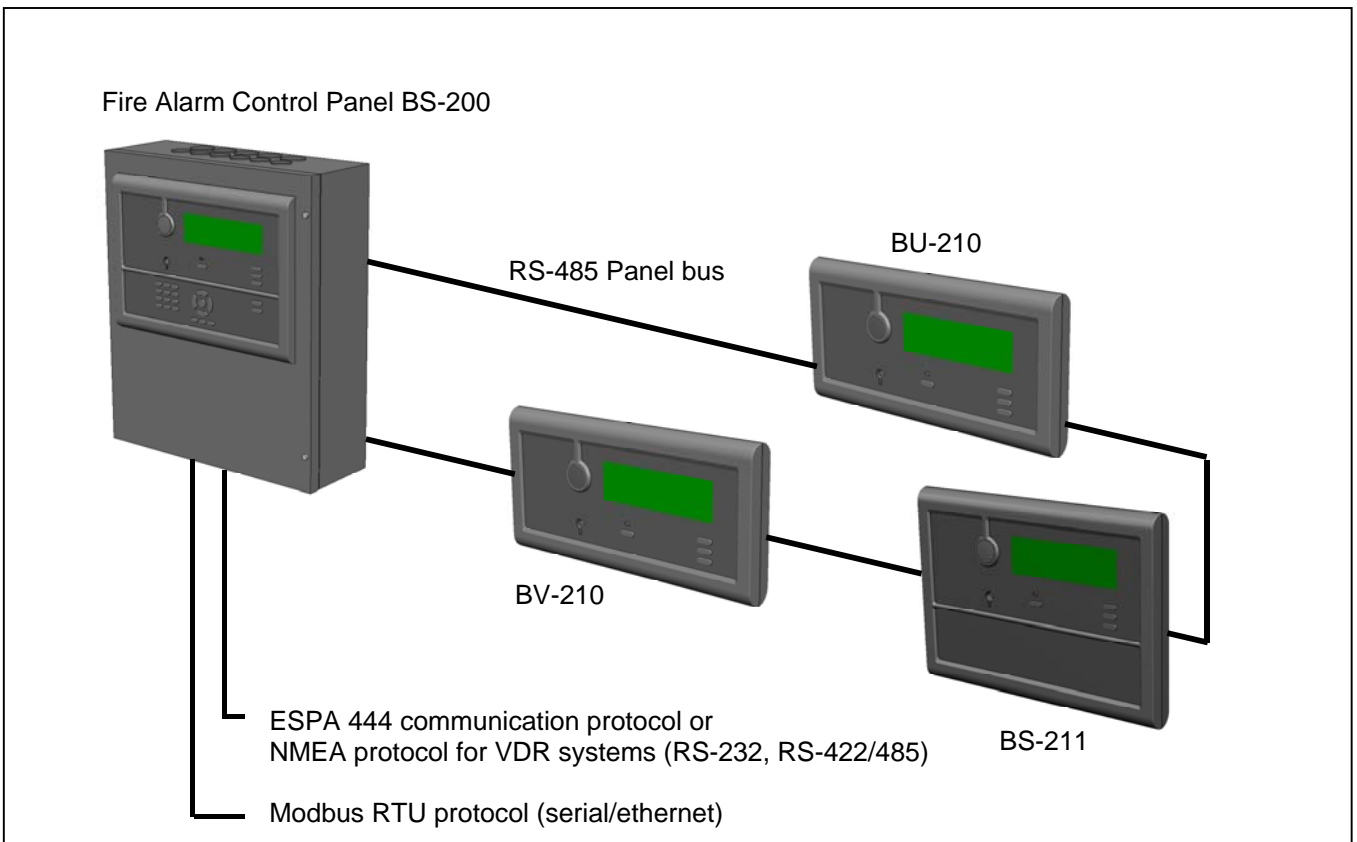 Fire Alarm Control Panel BS-200
BU-210
RS-485 Panel bus
BV-210
BS-211
ESPA 444 communication protocol or
NMEA protocol for VDR systems (RS-232, RS-422/485)
Modbus RTU protocol (serial/ethernet)